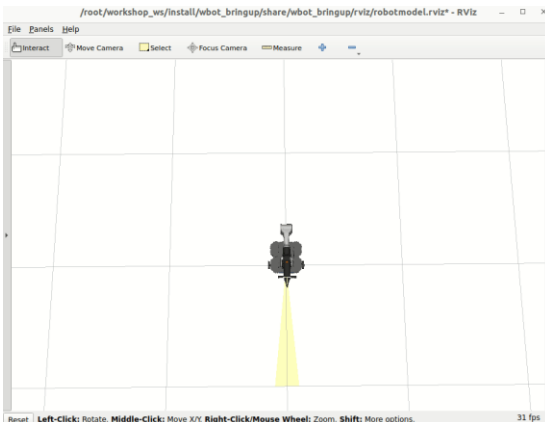 /root/workshop_ws/install/wbot_bringup/share/wbot_bringup/rviz/robotmodel.rviz* - RViz
File Panels Help
Interact Move Camera Select Focus Camera Measure
Reset Left-Click: Rotate. Middle-Click: Move X/Y. Right-Click/Mouse Wheel: Zoom. Shift: More options. 31 fps